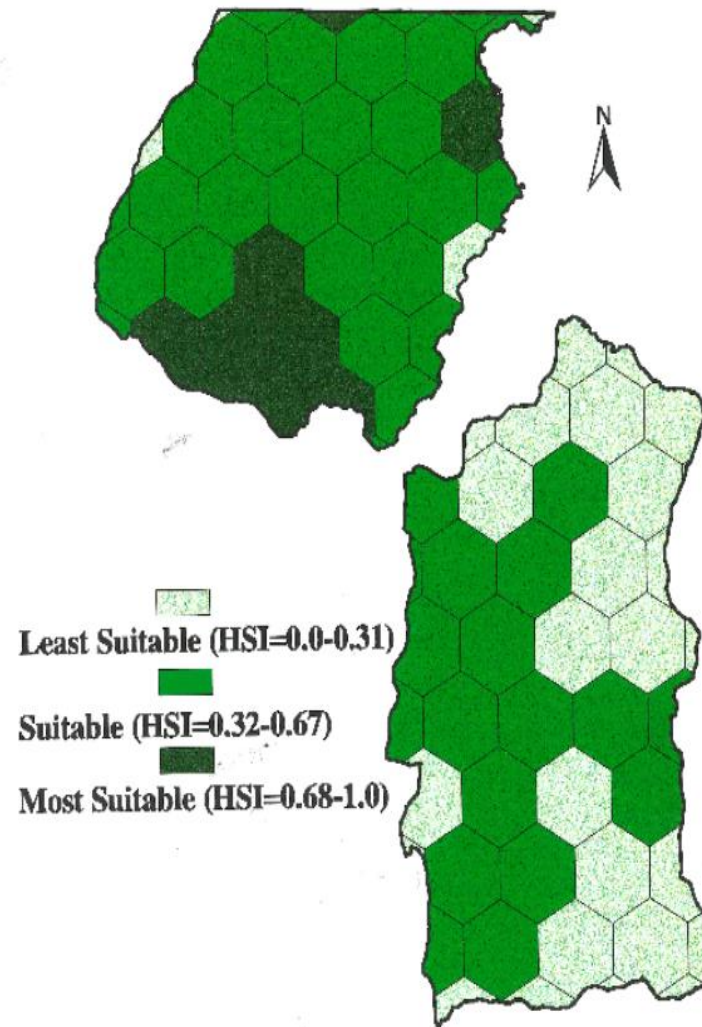 N
Least Suitable (HSI=0.0-0.31)
Suitable (HSI=0.32-0.67)
Most Suitable (HSI=0.68-1.0)